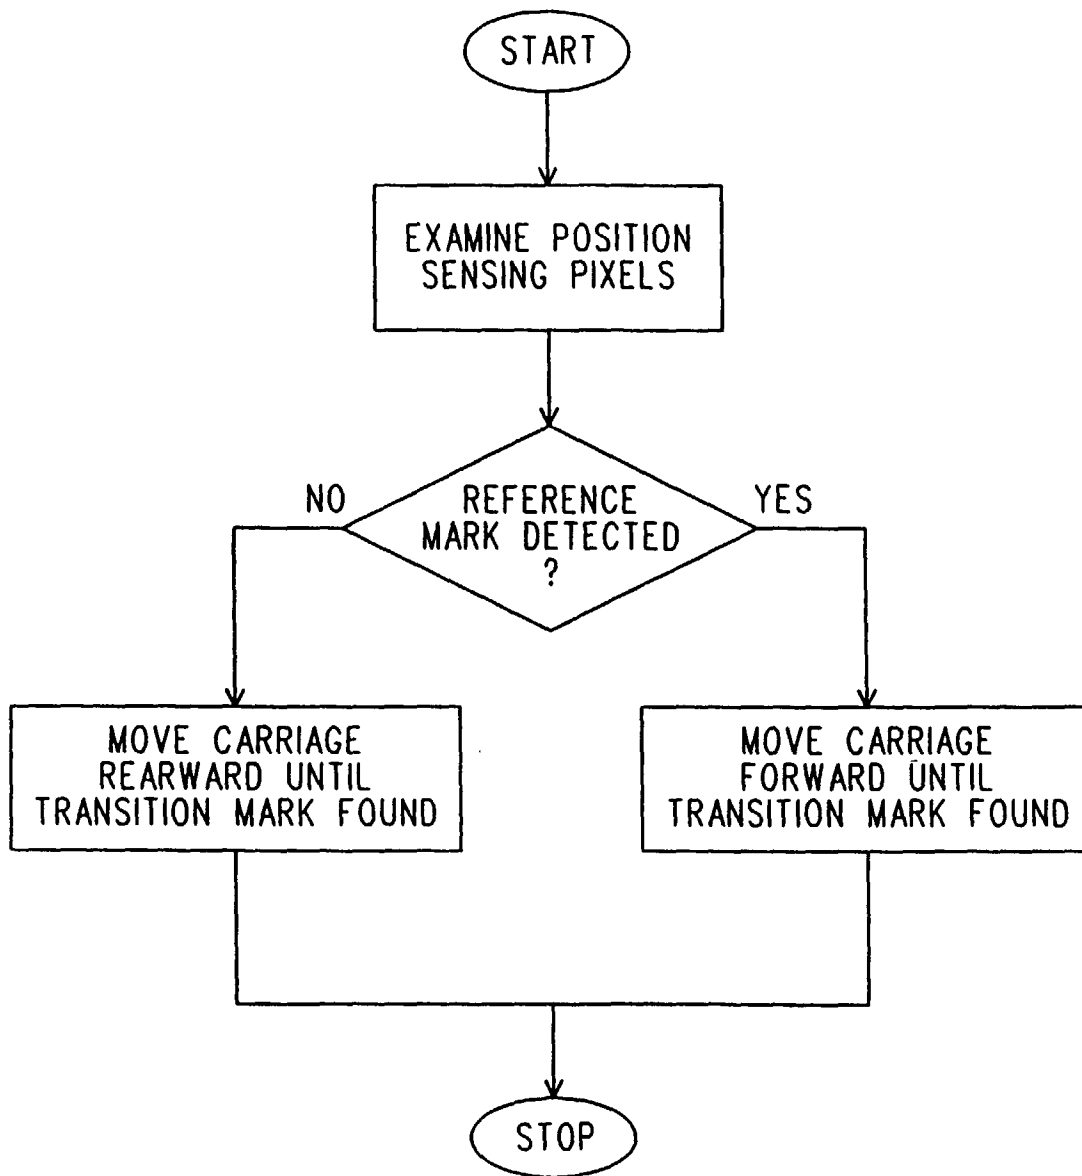 START
EXAMINE POSITION
SENSING PIXELS
REFERENCE
MARK DETECTED
?
NO
YES
MOVE CARRIAGE
REARWARD UNTIL
TRANSITION MARK FOUND
MOVE CARRIAGE
FORWARD UNTIL
TRANSITION MARK FOUND
STOP